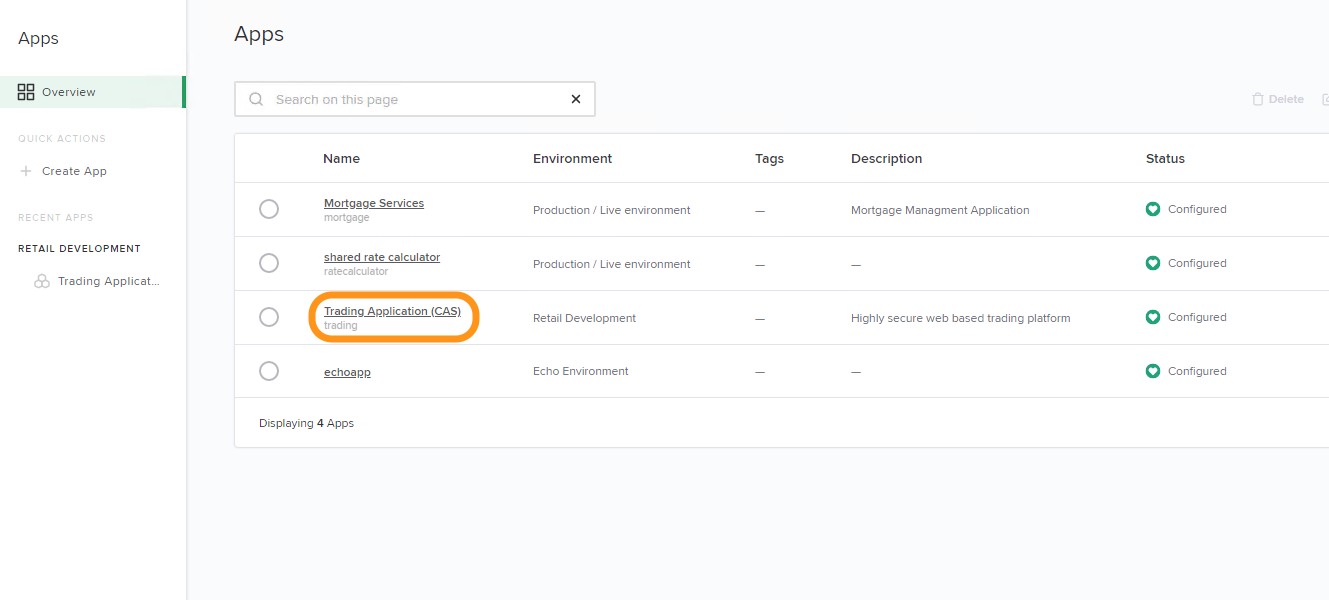 Apps
Overview
QUICK ACTIONS
Create App
RECENT APPS
RETAIL DEVELOPMENT
Trading Applicat...
Apps
Search on this page
Delete
Name Environment Tags Description Status
Mortgage Services
mortgage
Production / Live environment — Mortgage Managment Application Configured
shared rate calculator
ratecalculator
Production / Live environment — — Configured
Trading Application (CAS)
trading
Retail Development — Highly secure web based trading platform Configured
echoapp Echo Environment — — Configured
Displaying 4 Apps